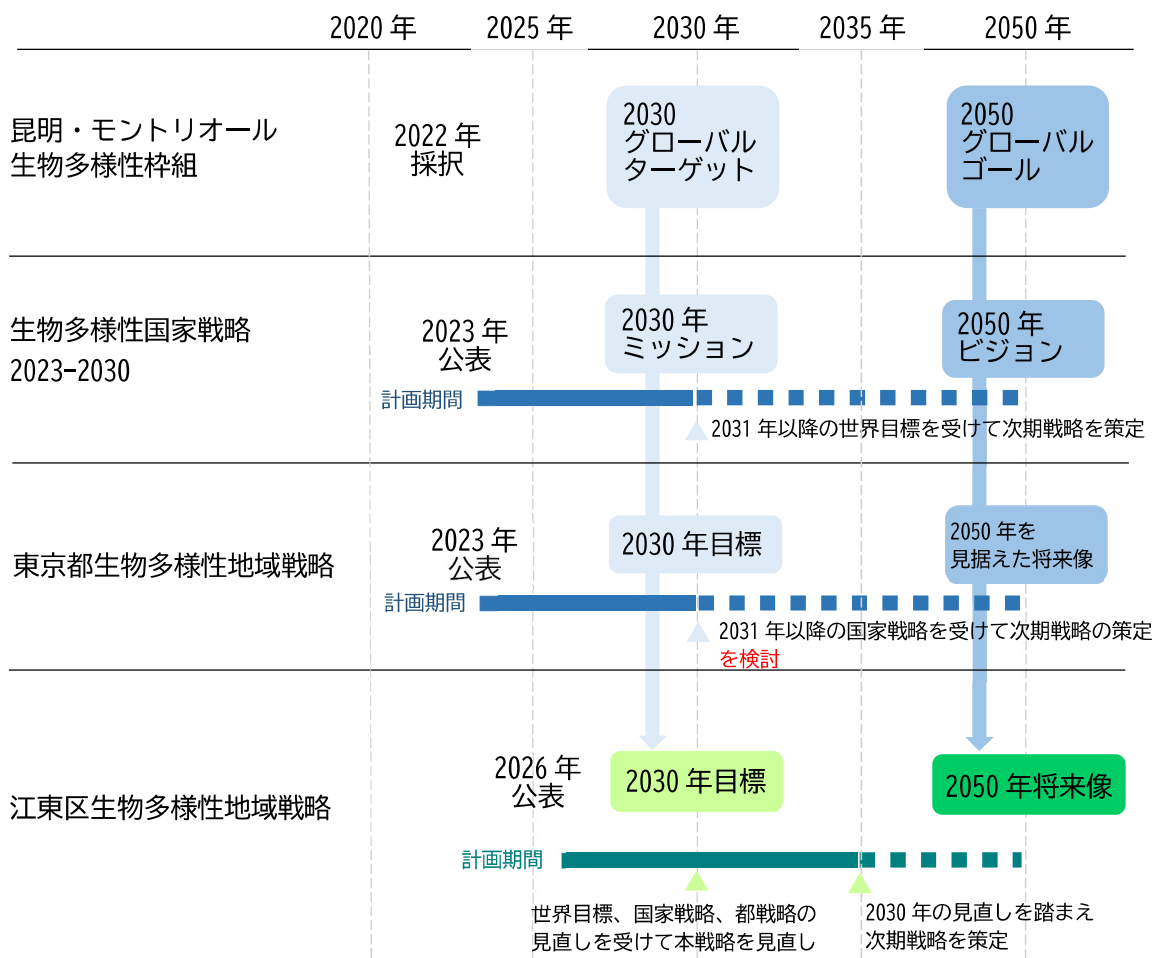 2020 年
2025 年
2030 年
2035 年
2050 年
昆明・モントリオール
生物多様性枠組
2022 年
採択
2030
グローバル
ターゲット
2050
グローバル
ゴール
生物多様性国家戦略
2023-2030
2023 年
公表
2030 年
ミッション
2050 年
ビジョン
計画期間
2031 年以降の世界目標を受けて次期戦略を策定
東京都生物多様性地域戦略
2023 年
公表
2030 年目標
2050 年を
見据えた将来像
計画期間
2031 年以降の国家戦略を受けて次期戦略の策定
を検討
江東区生物多様性地域戦略
2026 年
公表
2030 年目標
2050 年将来像
計画期間
世界目標、国家戦略、都戦略の
見直しを受けて本戦略を見直し
2030 年の見直しを踏まえ
次期戦略を策定